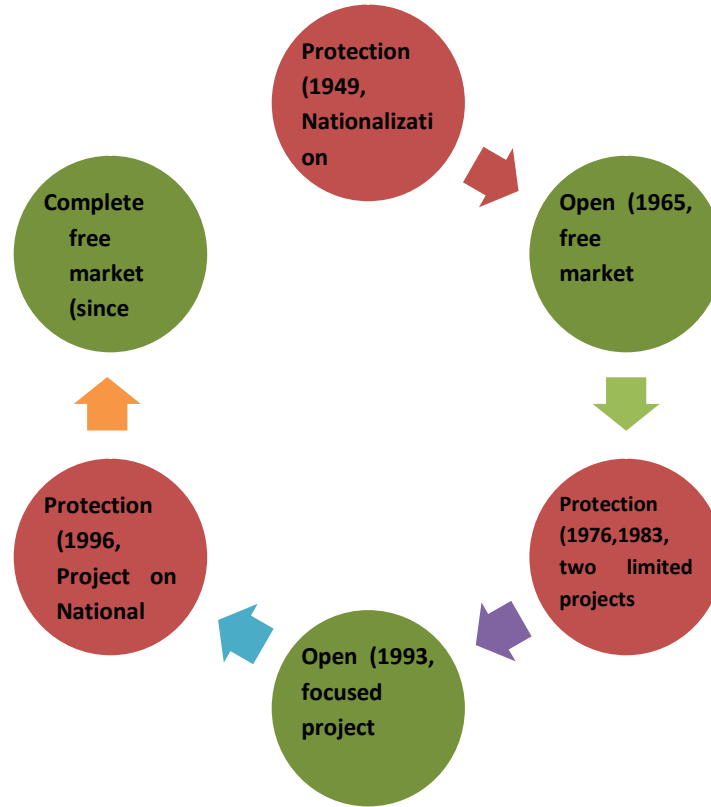 Protection
(1949,
Nationalizati
on
Open (1965,
free
market
Protection
(1976,1983,
two limited
projects
Open (1993,
focused
project
Protection
(1996,
Project on
National
Complete
free
market
(since